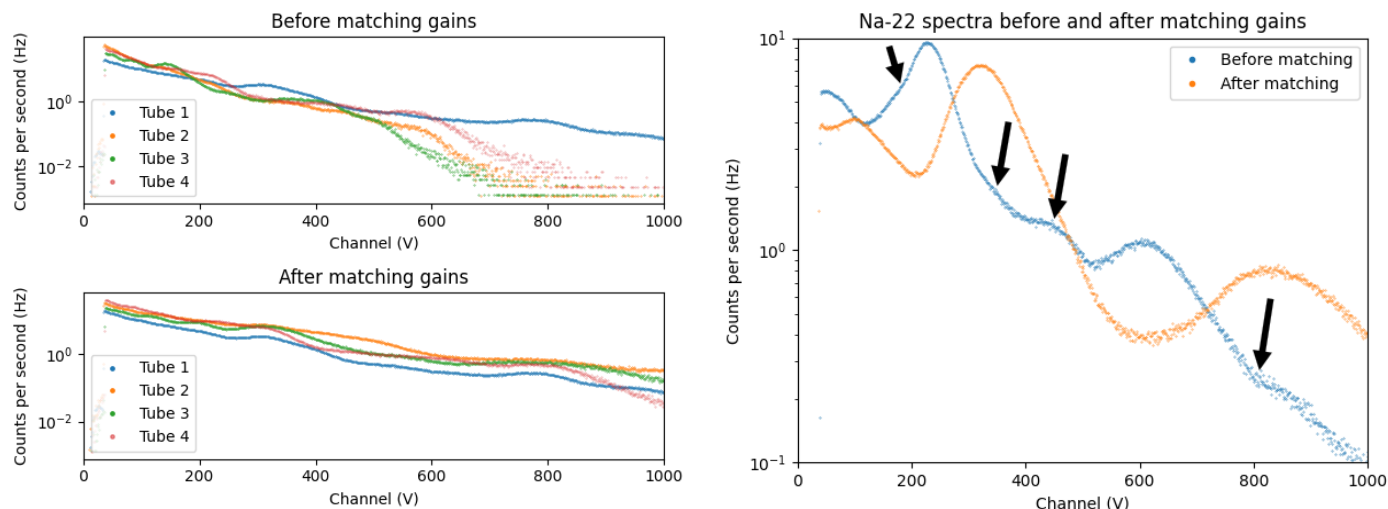 Before matching gains
Counts per second (Hz)
10⁰
10⁻²
Tube 1
Tube 2
Tube 3
Tube 4
0 200 400 600 800 1000
Channel (V)
After matching gains
Counts per second (Hz)
10⁰
10⁻²
Tube 1
Tube 2
Tube 3
Tube 4
0 200 400 600 800 1000
Channel (V)
Na-22 spectra before and after matching gains
Counts per second (Hz)
10¹
10⁰
10⁻¹
Before matching
After matching
0 200 400 600 800 1000
Channel (V)